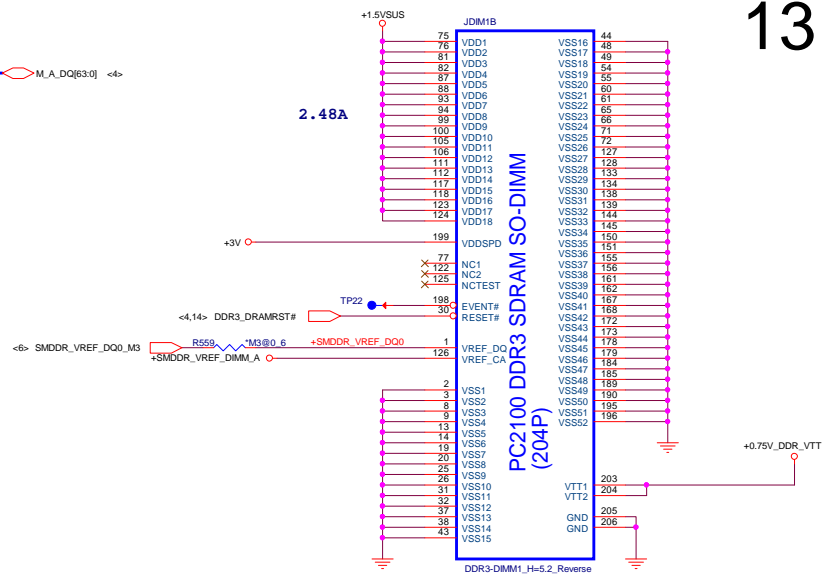 13
+1.5VSUS
JDIM1B
M_A_DQ[63:0] <4>
2.48A
75 VDD1
76 VDD2
81 VDD3
82 VDD4
87 VDD5
88 VDD6
93 VDD7
94 VDD8
99 VDD9
100 VDD10
105 VDD11
106 VDD12
111 VDD13
112 VDD14
117 VDD15
118 VDD16
123 VDD17
124 VDD18
+3V 199 VDDSPD
77 NC1
122 NC2
125 NCTEST
TP22 198 EVENT#
<4,14> DDR3_DRAMRST# 30 RESET#
<6> SMDDR_VREF_DQ0_M3 R559 *M3@0_6 +SMDDR_VREF_DQ0 1 VREF_DQ
+SMDDR_VREF_DIMM_A 126 VREF_CA
2 VSS1
3 VSS2
8 VSS3
9 VSS4
13 VSS5
14 VSS6
19 VSS7
20 VSS8
25 VSS9
26 VSS10
31 VSS11
32 VSS12
37 VSS13
38 VSS14
43 VSS15
PC2100 DDR3 SDRAM SO-DIMM
(204P)
VSS16 44
VSS17 48
VSS18 49
VSS19 54
VSS20 55
VSS21 60
VSS22 61
VSS23 65
VSS24 66
VSS25 71
VSS26 72
VSS27 127
VSS28 128
VSS29 133
VSS30 134
VSS31 138
VSS32 139
VSS33 144
VSS34 145
VSS35 150
VSS36 151
VSS37 155
VSS38 156
VSS39 161
VSS40 162
VSS41 167
VSS42 168
VSS43 172
VSS44 173
VSS45 178
VSS46 179
VSS47 184
VSS48 185
VSS49 189
VSS50 190
VSS51 195
VSS52 196
+0.75V_DDR_VTT
VTT1 203
VTT2 204
GND 205
GND 206
DDR3-DIMM1_H=5.2_Reverse